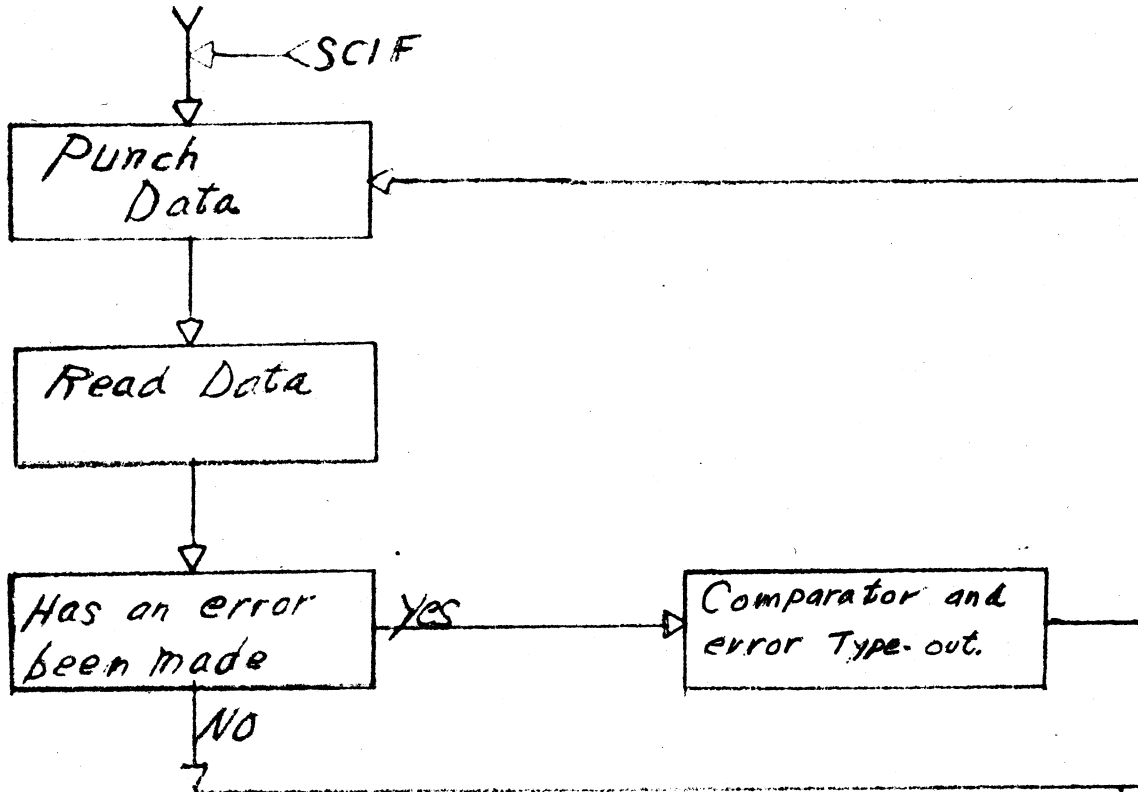 SCIF
Punch
Data
Read Data
Has an error
been made
Yes
Comparator and
error Type-out.
NO